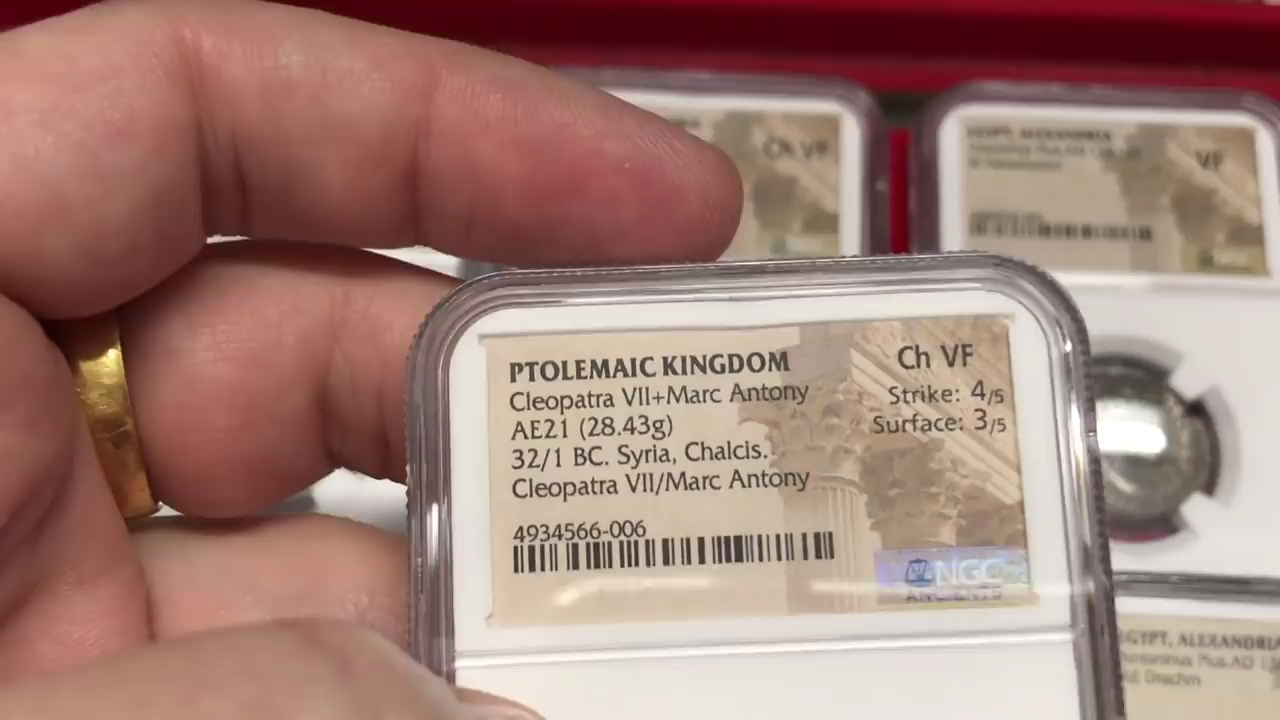 Ch VF
EGYPT, ALEXANDRIA
VF
PTOLEMAIC KINGDOM
Cleopatra VII+Marc Antony
AE21 (28.43g)
32/1 BC. Syria, Chalcis.
Cleopatra VII/Marc Antony
4934566-006
Ch VF
Strike: 4/5
Surface: 3/5
NGC
ANCIENTS
EGYPT, ALEXANDRIA
Drachm